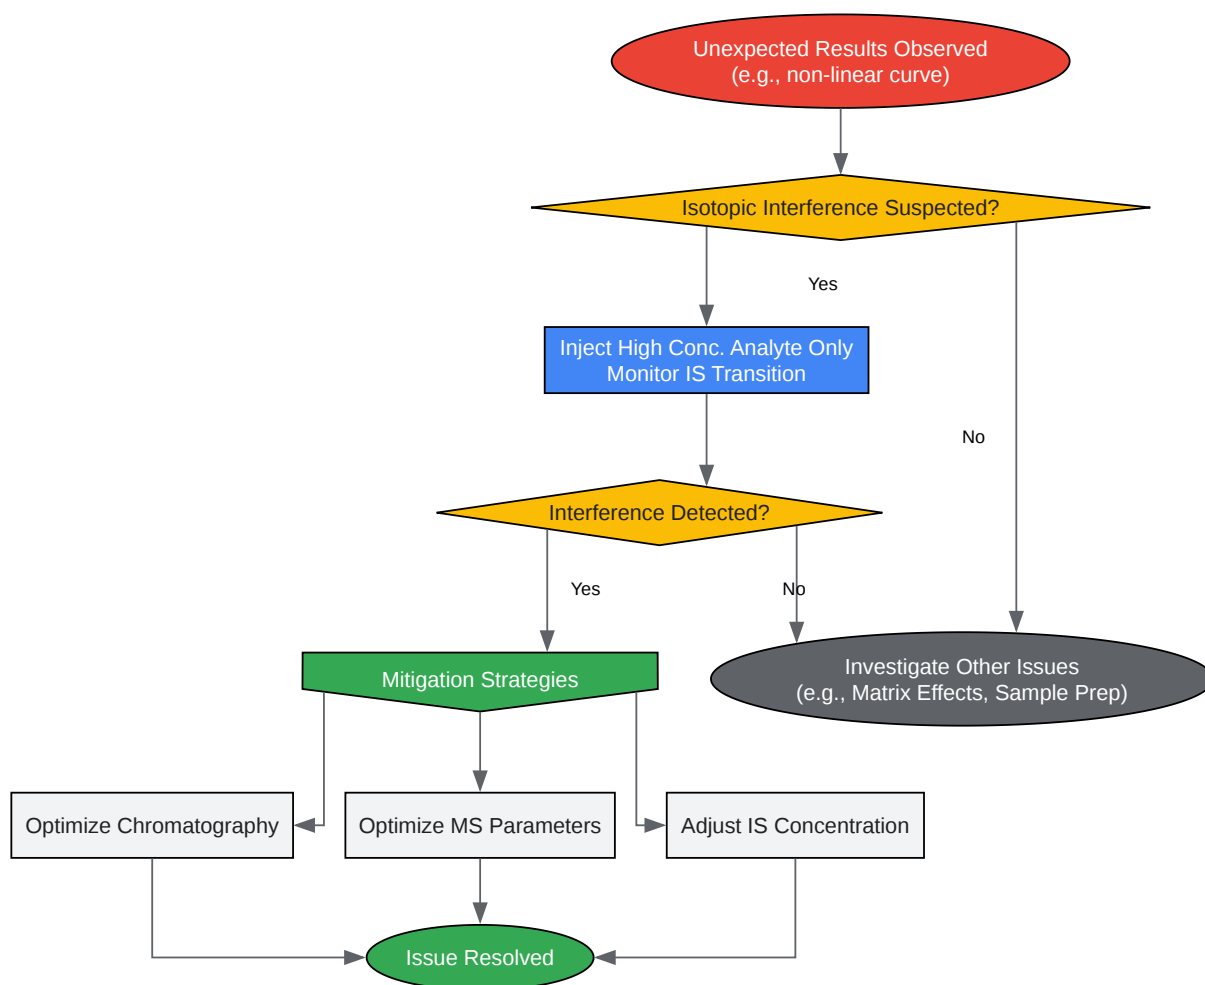 Unexpected Results Observed
(e.g., non-linear curve)
Isotopic Interference Suspected?
Yes
Inject High Conc. Analyte Only
Monitor IS Transition
No
Interference Detected?
Yes
No
Mitigation Strategies
Investigate Other Issues
(e.g., Matrix Effects, Sample Prep)
Optimize Chromatography
Optimize MS Parameters
Adjust IS Concentration
Issue Resolved